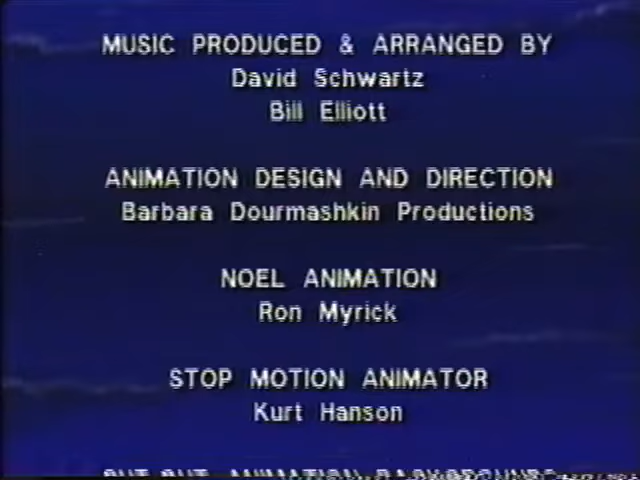 MUSIC PRODUCED & ARRANGED BY
David Schwartz
Bill Elliott
ANIMATION DESIGN AND DIRECTION
Barbara Dourmashkin Productions
NOEL ANIMATION
Ron Myrick
STOP MOTION ANIMATOR
Kurt Hanson